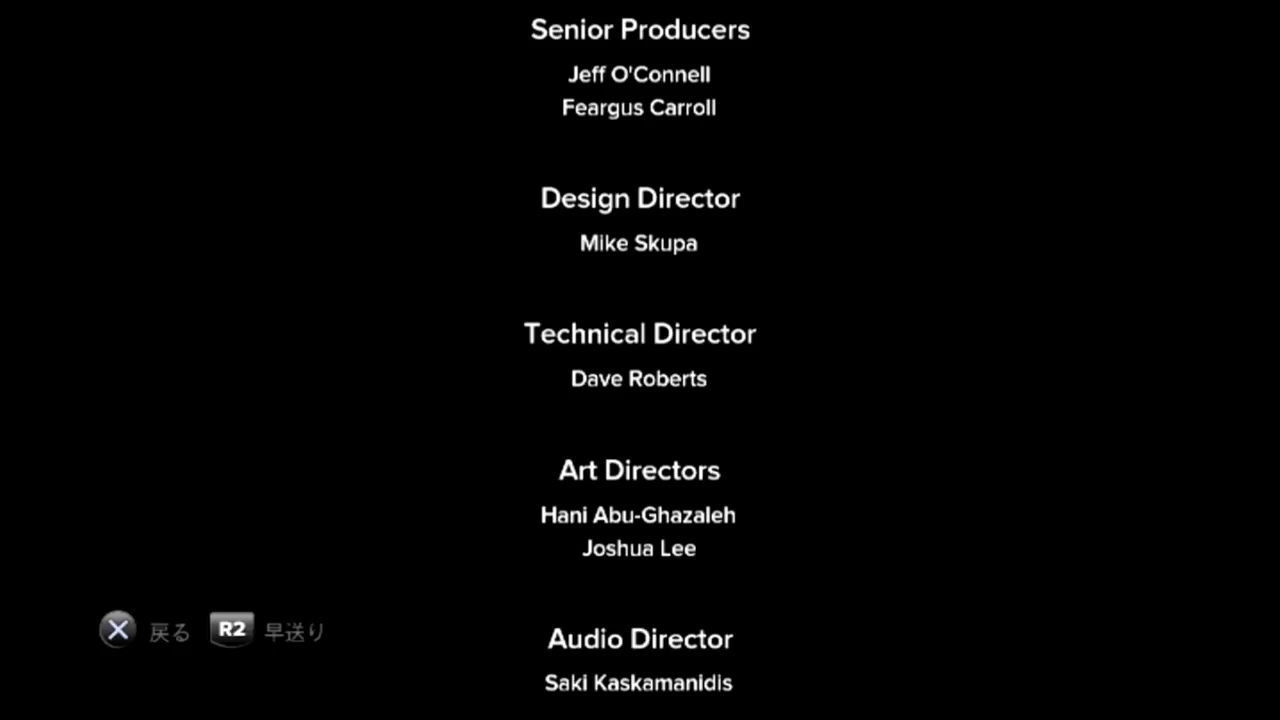 Senior Producers
Jeff O'Connell
Feargus Carroll
Design Director
Mike Skupa
Technical Director
Dave Roberts
Art Directors
Hani Abu-Ghazaleh
Joshua Lee
戻る R2 早送り
Audio Director
Saki Kaskamanidis